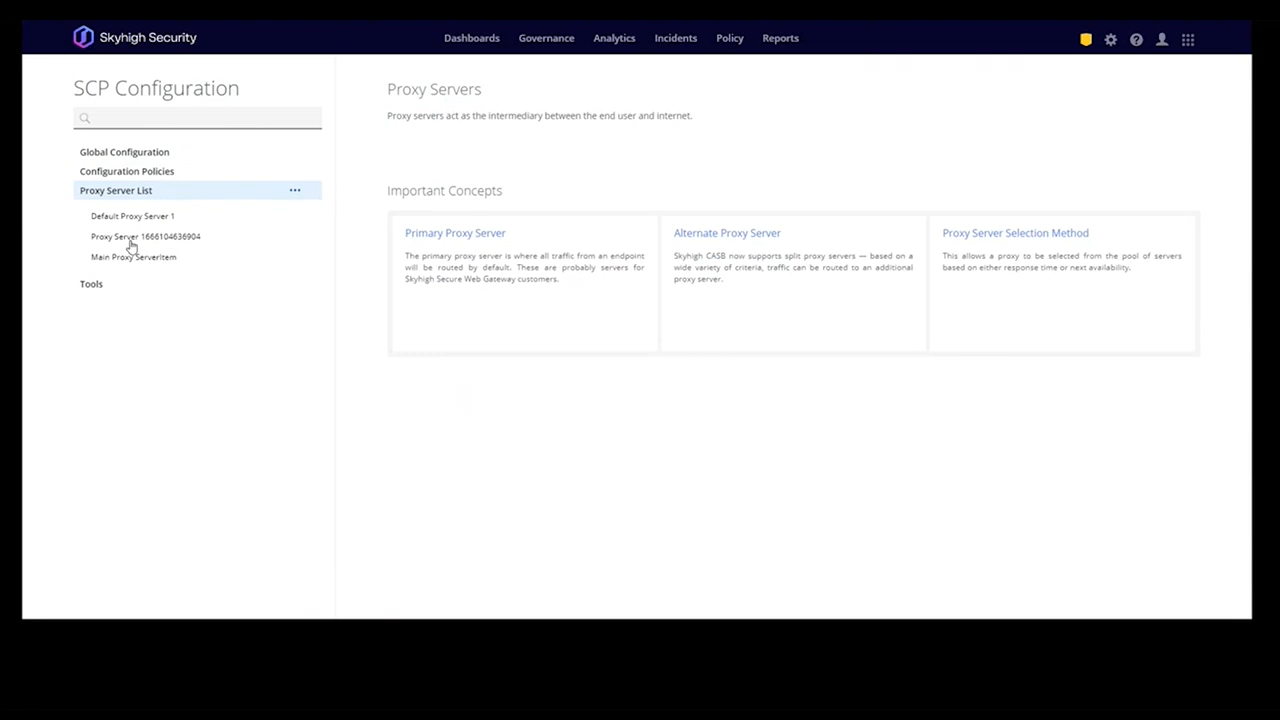 Skyhigh Security
Dashboards Governance Analytics Incidents Policy Reports
SCP Configuration
Global Configuration
Configuration Policies
Proxy Server List
Default Proxy Server 1
Proxy Server 1666104636904
Main Proxy ServerItem
Tools
Proxy Servers
Proxy servers act as the intermediary between the end user and internet.
Important Concepts
Primary Proxy Server
The primary proxy server is where all traffic from an endpoint
will be routed by default. These are probably servers for
Skyhigh Secure Web Gateway customers.
Alternate Proxy Server
Skyhigh CASB now supports split proxy servers — based on a
wide variety of criteria, traffic can be routed to an additional
proxy server.
Proxy Server Selection Method
This allows a proxy to be selected from the pool of servers
based on either response time or next availability.